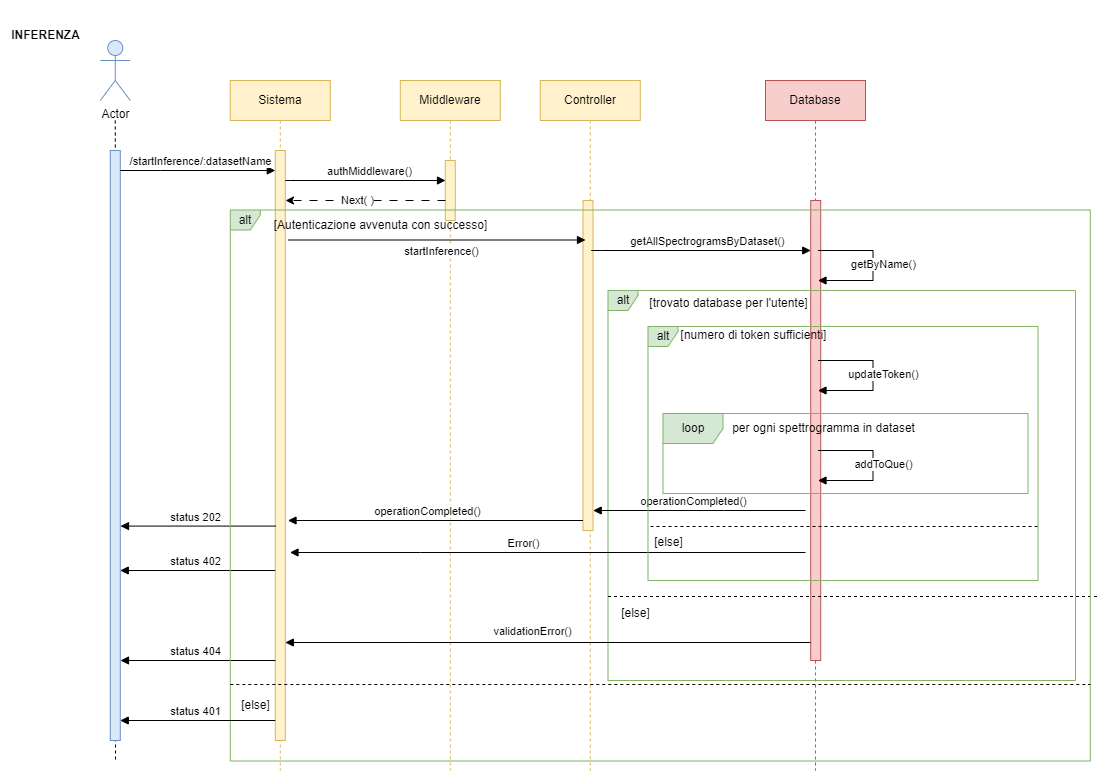 INFERENZA
Actor
Sistema
Middleware
Controller
Database
/startInference/:datasetName
authMiddleware()
Next( )
alt
[Autenticazione avvenuta con successo]
startInference()
getAllSpectrogramsByDataset()
getByName()
alt
[trovato database per l'utente]
alt
[numero di token sufficienti]
updateToken()
loop
per ogni spettrogramma in dataset
addToQue()
operationCompleted()
operationCompleted()
status 202
[else]
Error()
status 402
[else]
validationError()
status 404
[else]
status 401